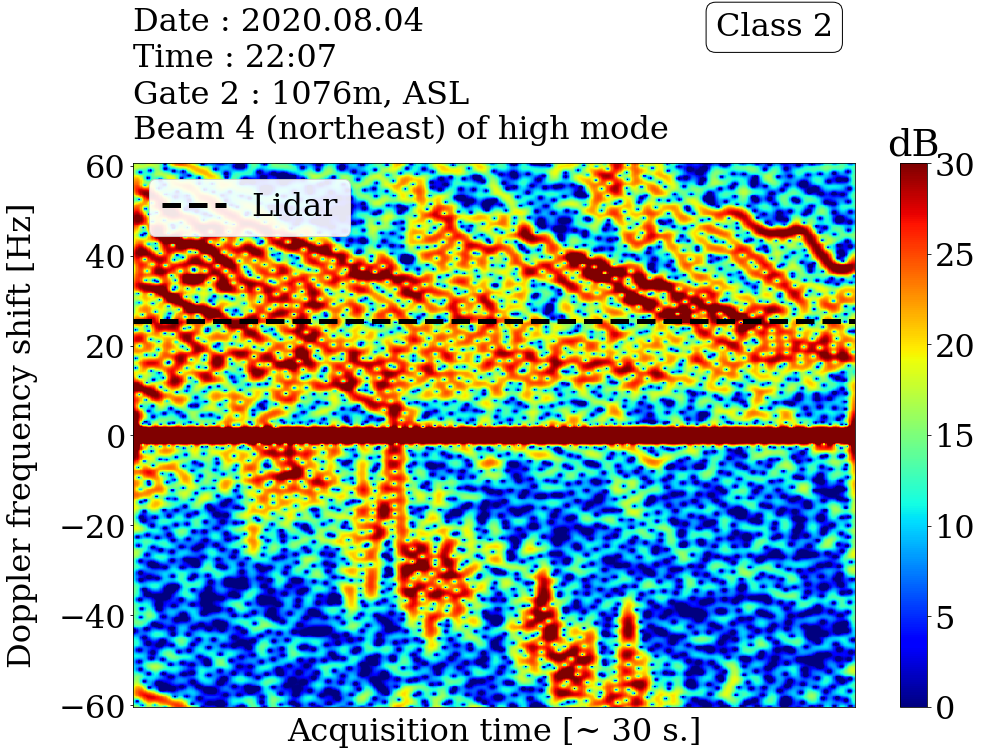 Date : 2020.08.04
Time : 22:07
Gate 2 : 1076m, ASL
Beam 4 (northeast) of high mode
Class 2
dB
Lidar
Doppler frequency shift [Hz]
60
40
20
0
−20
−40
−60
Acquisition time [~ 30 s.]
30
25
20
15
10
5
0